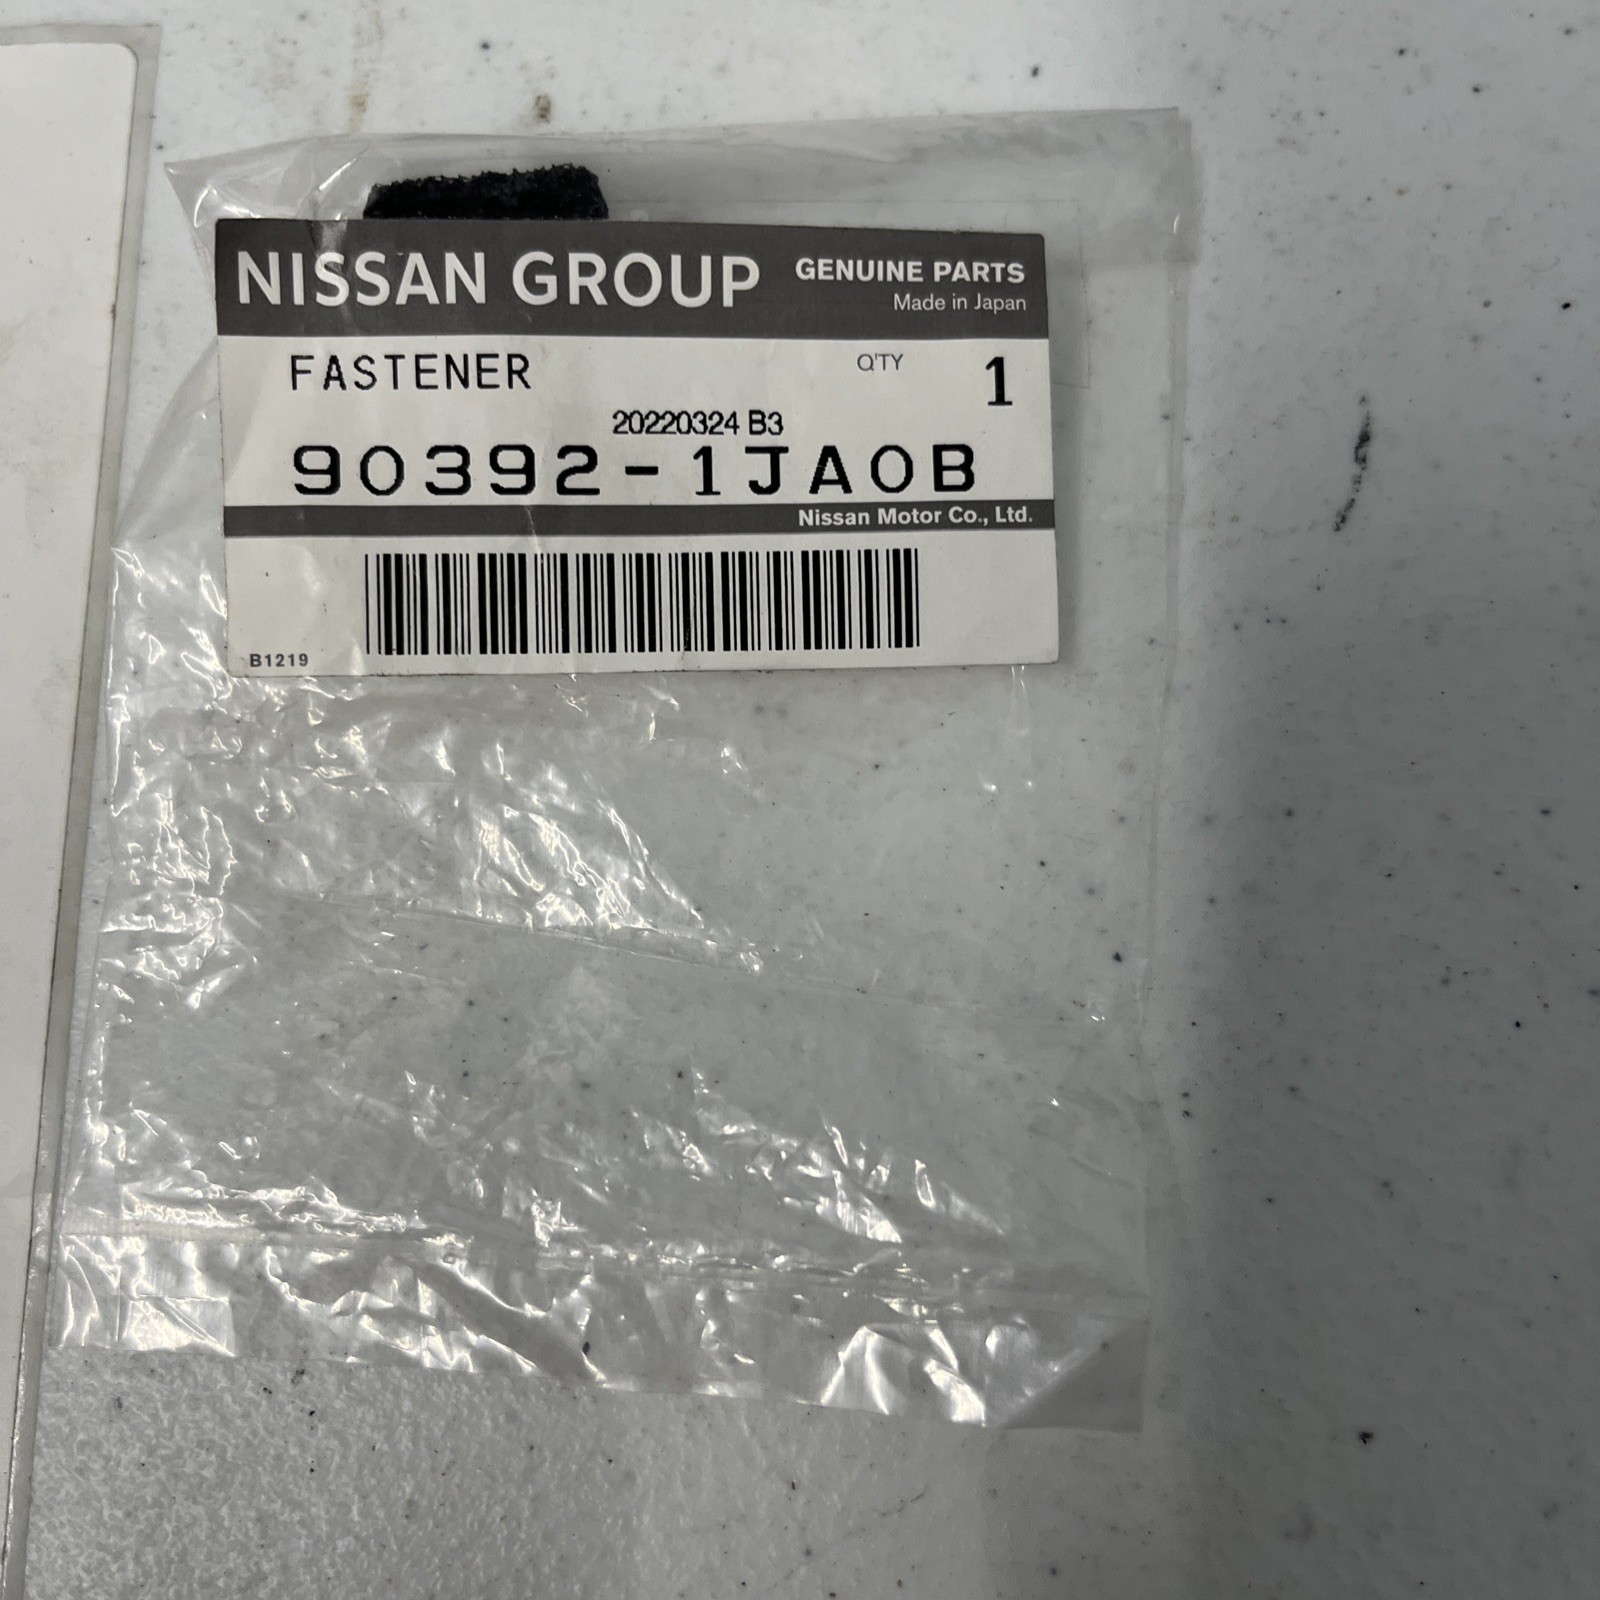 NISSAN GROUP GENUINE PARTS
Made in Japan
FASTENER Q'TY 1
20220324 B3
90392-1JA0B
Nissan Motor Co., Ltd.
B1219